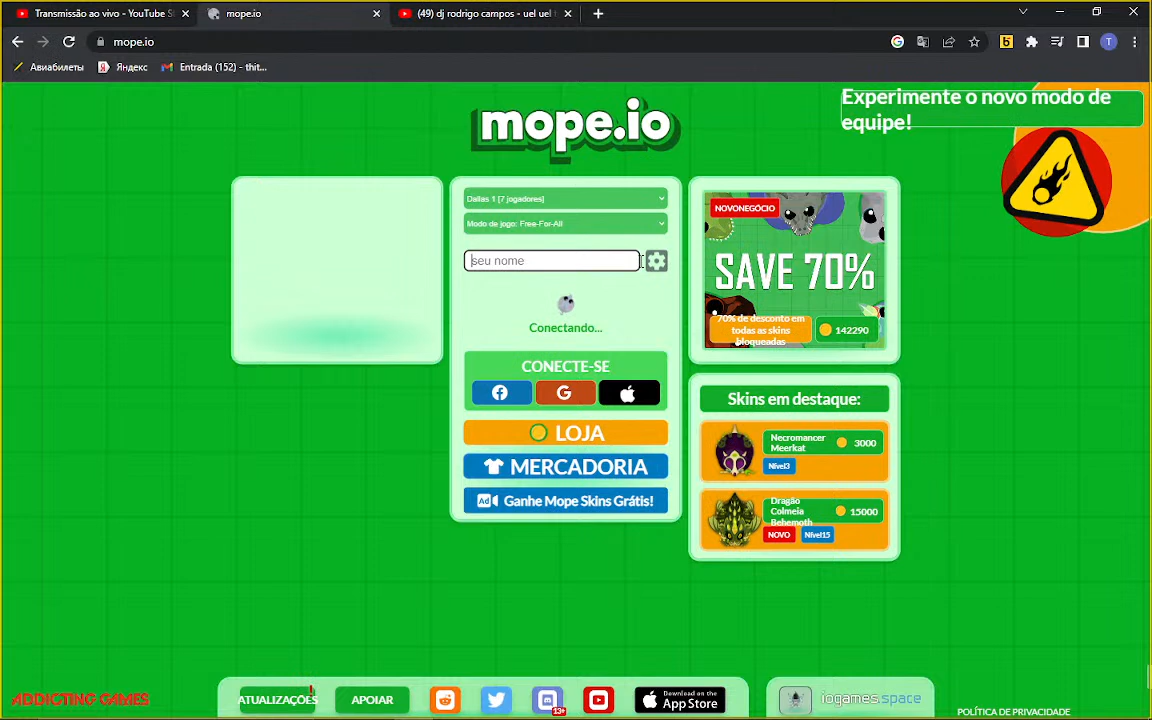 Transmissão ao vivo - YouTube S
mope.io
(49) dj rodrigo campos - uel uel
mope.io
Авиабилеты
Яндекс
Entrada (152) - thit...
T
mope.io
Experimente o novo modo de
equipe!
Dallas 1 [7 jogadores]
Modo de jogo: Free-For-All
seu nome
Conectando...
CONECTE-SE
LOJA
MERCADORIA
Ad
Ganhe Mope Skins Grátis!
NOVONEGÓCIO
SAVE 70%
70% de desconto em
todas as skins
bloqueadas
142290
Skins em destaque:
Necromancer
Meerkat
3000
Nível3
Dragão
Colmeia
Behemoth
15000
NOVO
Nível15
ADDICTING GAMES
ATUALIZAÇÕES
!
APOIAR
13+
Download on the
App Store
iogames.space
POLÍTICA DE PRIVACIDADE